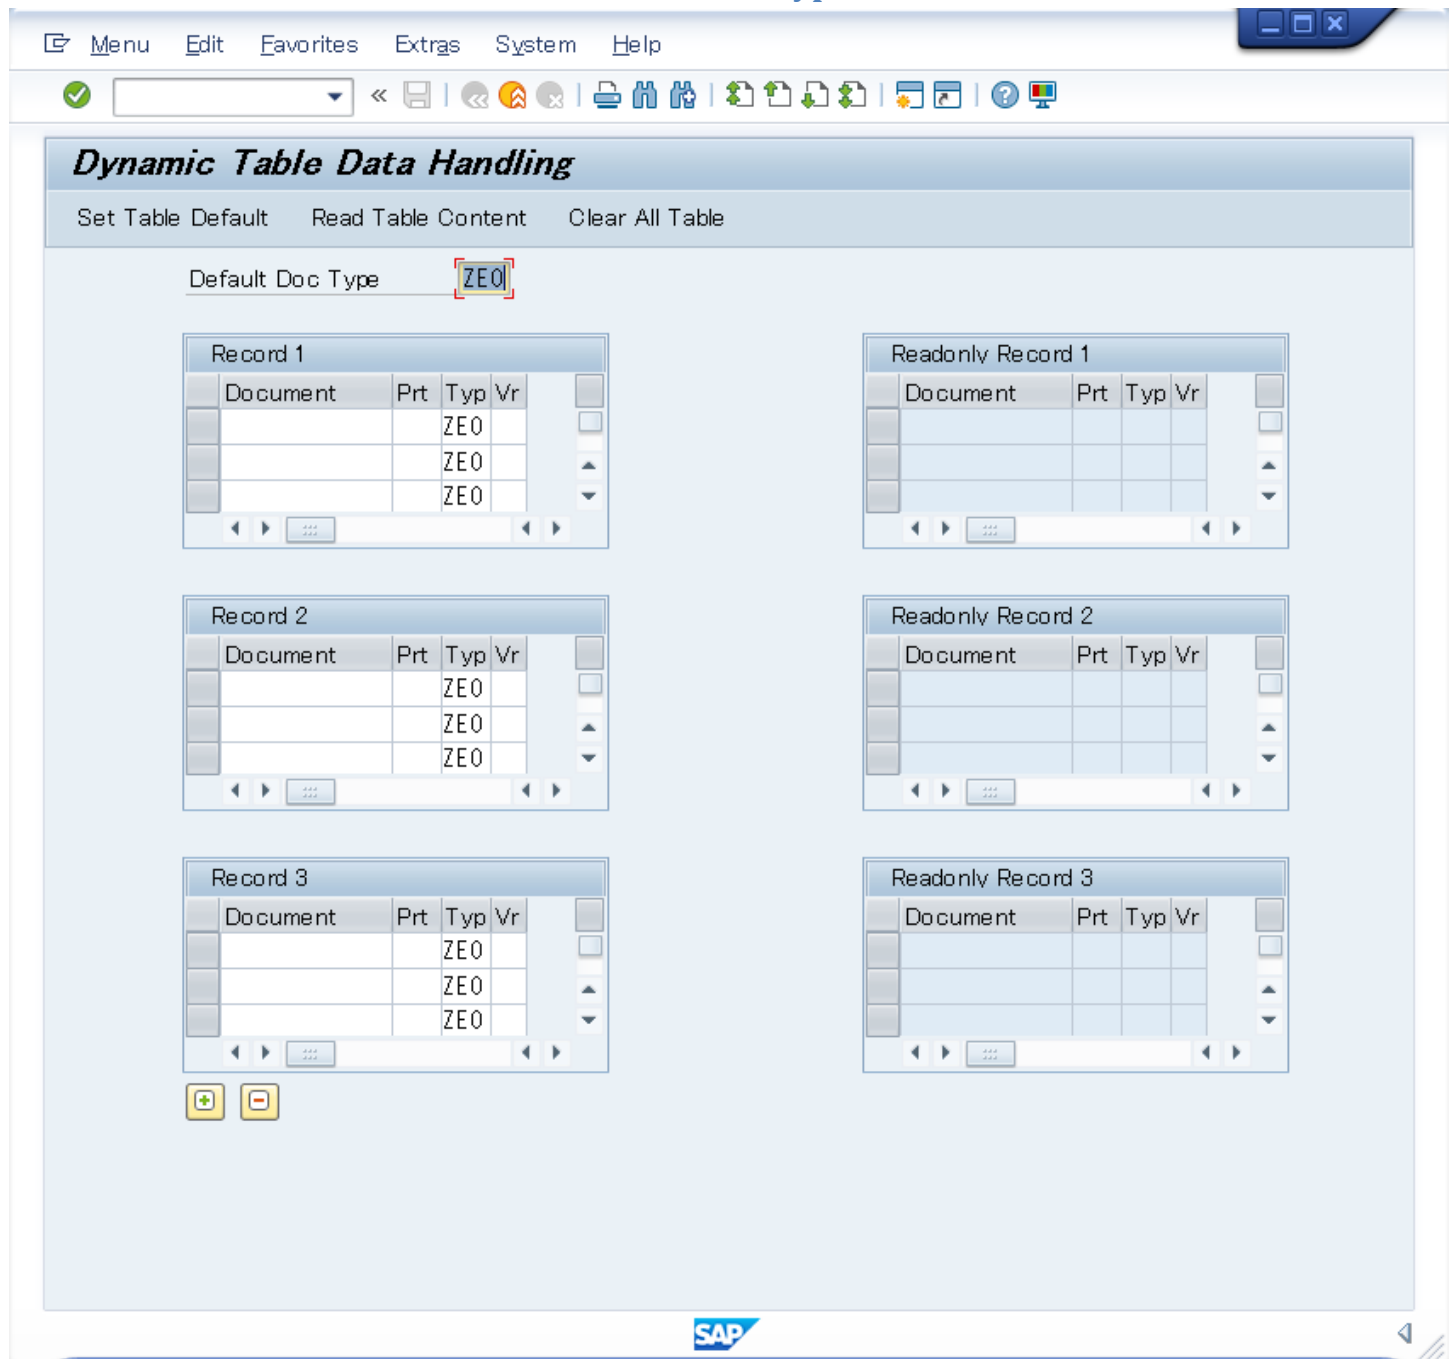 Menu Edit Favorites Extras System Help
Dynamic Table Data Handling
Set Table Default Read Table Content Clear All Table
Default Doc Type ZE0
Record 1 Readonly Record 1
Document Prt Typ Vr Document Prt Typ Vr
ZE0
ZE0
ZE0
Record 2 Readonly Record 2
Document Prt Typ Vr Document Prt Typ Vr
ZE0
ZE0
ZE0
Record 3 Readonly Record 3
Document Prt Typ Vr Document Prt Typ Vr
ZE0
ZE0
ZE0
SAP